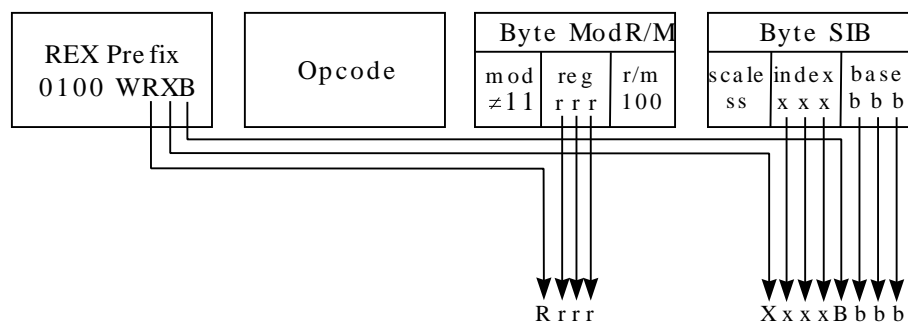 REX Prefix
0100 WRXB
Opcode
Byte ModR/M
mod
≠11
reg
r r r
r/m
100
Byte SIB
scale
ss
index
x x x
base
b b b
R r r r
X x x x B b b b